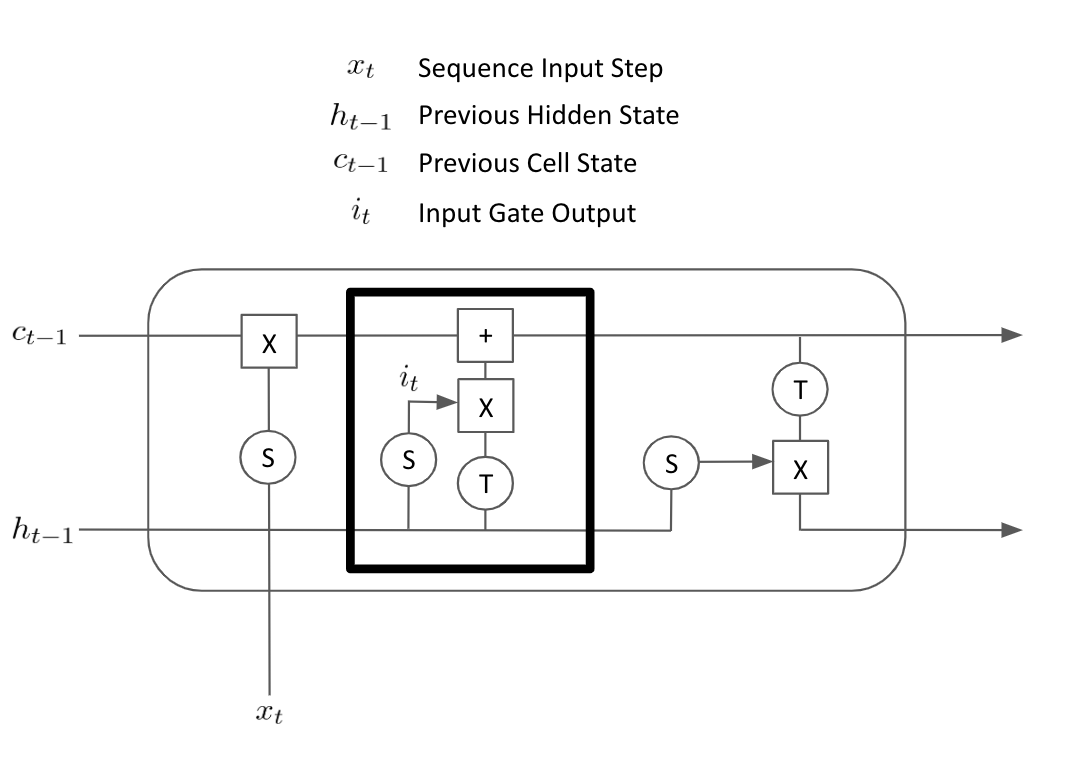 x_t Sequence Input Step
h_{t-1} Previous Hidden State
c_{t-1} Previous Cell State
i_t Input Gate Output
c_{t-1}
X
+
i_t
X
T
S
S
T
S
X
h_{t-1}
x_t